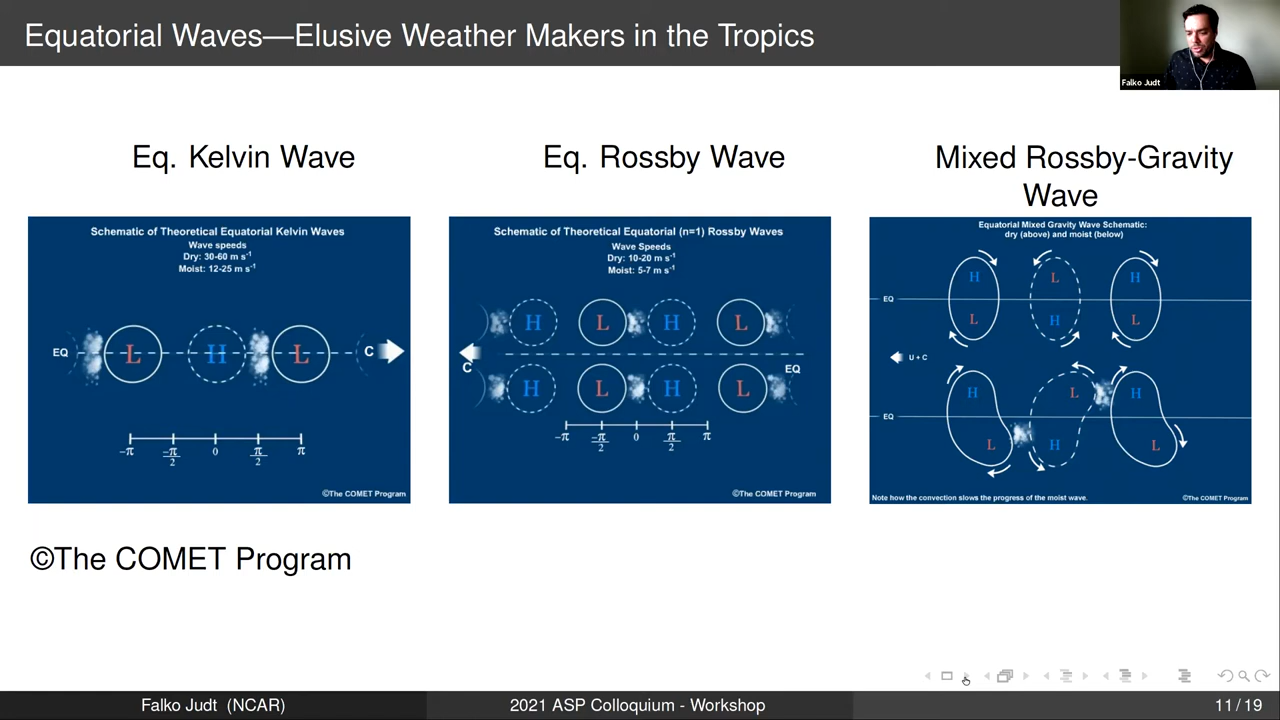 Equatorial Waves—Elusive Weather Makers in the Tropics
Falko Judt
Eq. Kelvin Wave
Schematic of Theoretical Equatorial Kelvin Waves
Wave speeds
Dry: 30-60 m s⁻¹
Moist: 12-25 m s⁻¹
EQ L H L C
-π -π/2 0 π/2 π
©The COMET Program
Eq. Rossby Wave
Schematic of Theoretical Equatorial (n=1) Rossby Waves
Wave Speeds
Dry: 10-20 m s⁻¹
Moist: 5-7 m s⁻¹
H L H L
C EQ
H L H L
-π -π/2 0 π/2 π
©The COMET Program
Mixed Rossby-Gravity
Wave
Equatorial Mixed Gravity Wave Schematic:
dry (above) and moist (below)
H L H
EQ
L H L
U + C
H L H
EQ
L H L
Note how the convection slows the progress of the moist wave.
©The COMET Program
©The COMET Program
Falko Judt (NCAR)
2021 ASP Colloquium - Workshop
11 / 19